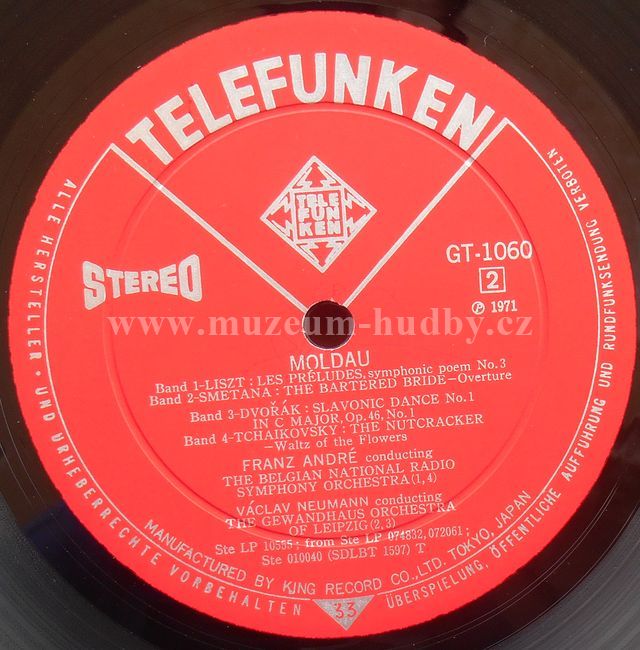 TELEFUNKEN
TELE
FUN
KEN
STEREO
GT-1060
2
℗ 1971
www.muzeum-hudby.cz
MOLDAU
Band 1-LISZT : LES PRÉLUDES, symphonic poem No. 3
Band 2-SMETANA : THE BARTERED BRIDE-Overture
Band 3-DVOŘÁK : SLAVONIC DANCE No. 1
IN C MAJOR, Op. 46, No. 1
Band 4-TCHAIKOVSKY : THE NUTCRACKER
-Waltz of the Flowers
FRANZ ANDRÉ conducting
THE BELGIAN NATIONAL RADIO
SYMPHONY ORCHESTRA (1, 4)
VÁCLAV NEUMANN conducting
THE GEWANDHAUS ORCHESTRA
OF LEIPZIG (2, 3)
Ste LP 10555 ; from Ste LP 074832, 072061 ;
Ste 010040 (SDLBT 1597) T
MANUFACTURED BY KING RECORD CO., LTD. TOKYO, JAPAN
33
ALLE HERSTELLER - UND URHEBERRECHTE VORBEHALTEN
ÜBERSPIELUNG, ÖFFENTLICHE AUFFÜHRUNG UND RUNDFUNKSENDUNG VERBOTEN